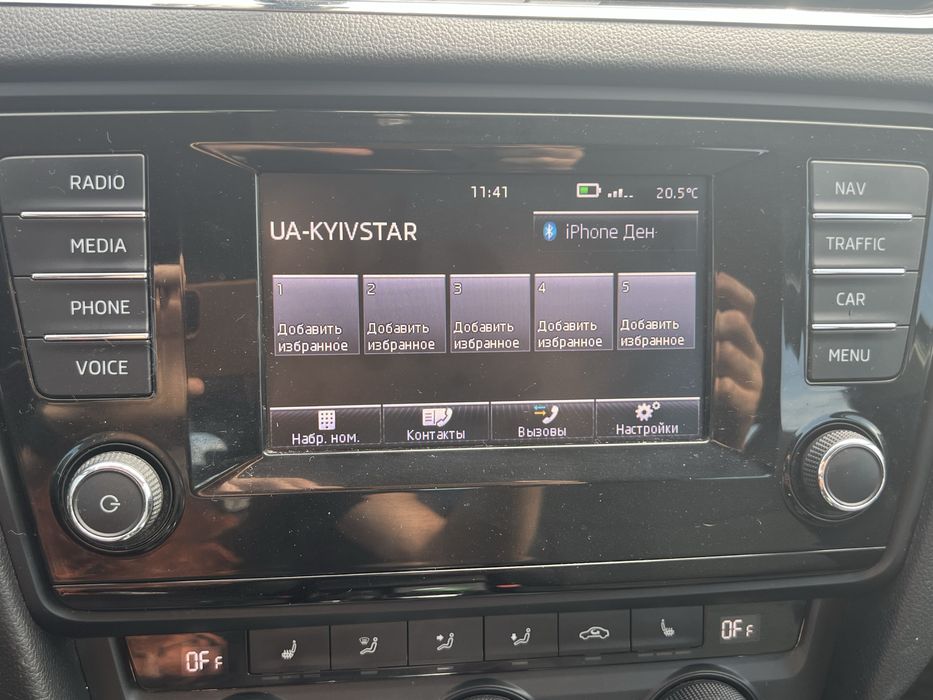 RADIO
MEDIA
PHONE
VOICE
11:41
20.5°C
UA-KYIVSTAR
iPhone Ден
1
Добавить
избранное
2
Добавить
избранное
3
Добавить
избранное
4
Добавить
избранное
5
Добавить
избранное
Набр. ном.
Контакты
Вызовы
Настройки
NAV
TRAFFIC
CAR
MENU
OFF
OFF